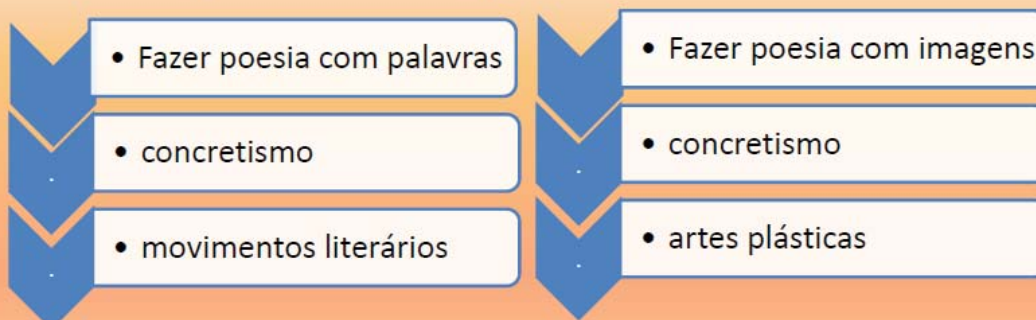 • Fazer poesia com palavras
• concretismo
• movimentos literários
• Fazer poesia com imagens
• concretismo
• artes plásticas